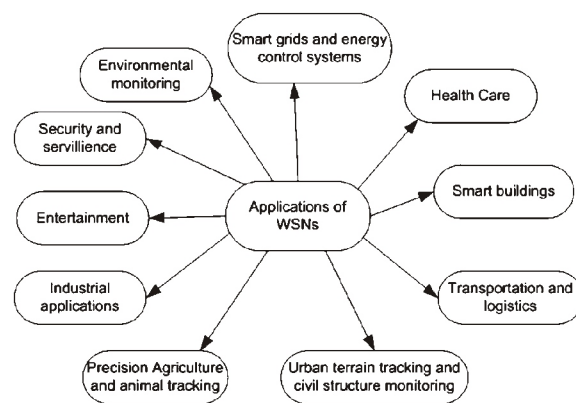 Smart grids and energy
control systems
Environmental
monitoring
Health Care
Security and
servillience
Smart buildings
Applications of
WSNs
Entertainment
Industrial
applications
Transportation and
logistics
Precision Agriculture
and animal tracking
Urban terrain tracking and
civil structure monitoring